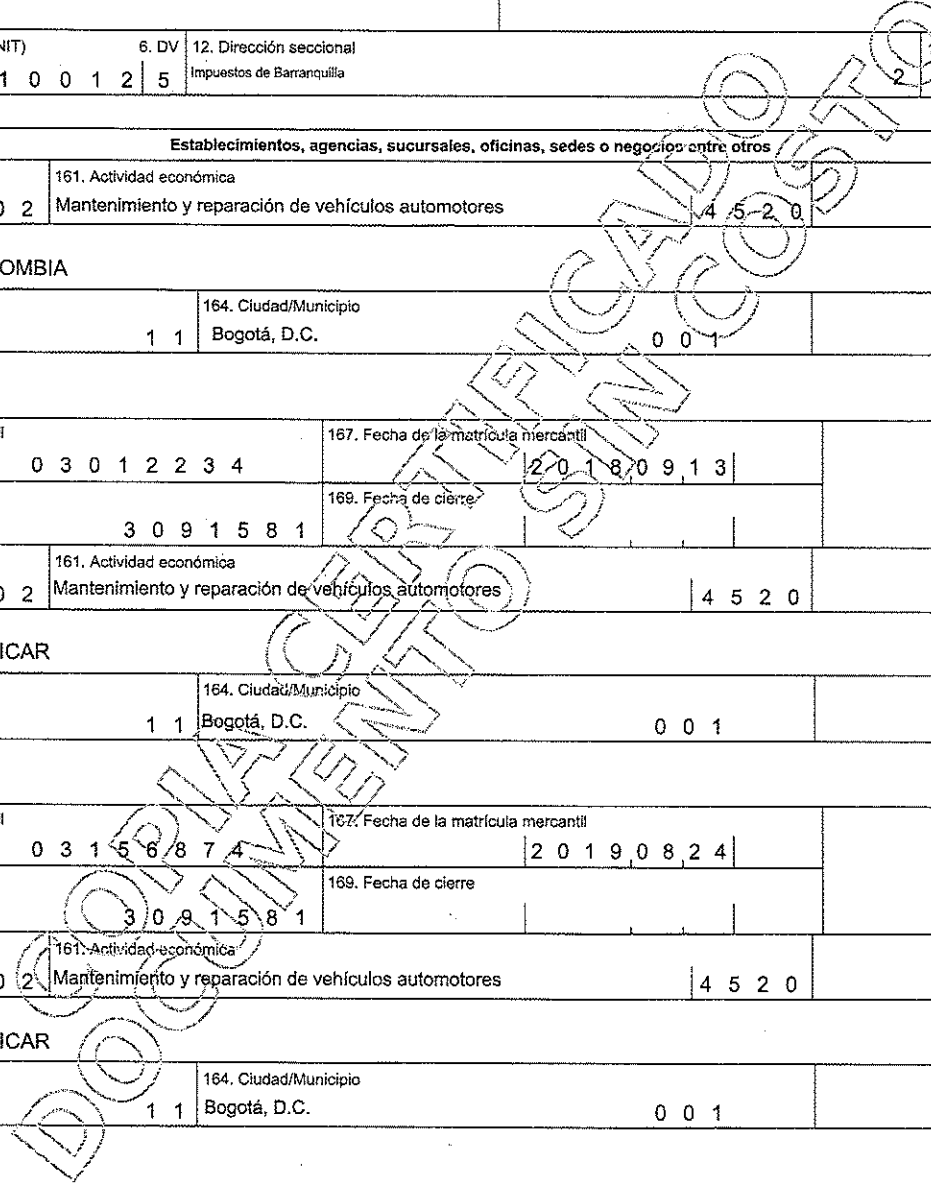 NIT) 6. DV 12. Dirección seccional
1 0 0 1 2 5 Impuestos de Barranquilla 2
Establecimientos, agencias, sucursales, oficinas, sedes o negocios entre otros
161. Actividad económica
0 2 Mantenimiento y reparación de vehículos automotores 4 5 2 0
OMBIA
164. Ciudad/Municipio
1 1 Bogotá, D.C. 0 0 1
167. Fecha de la matrícula mercantil
0 3 0 1 2 2 3 4 2 0 1 8 0 9 1 3
169. Fecha de cierre
3 0 9 1 5 8 1
161. Actividad económica
0 2 Mantenimiento y reparación de vehículos automotores 4 5 2 0
ICAR
164. Ciudad/Municipio
1 1 Bogotá, D.C. 0 0 1
167. Fecha de la matrícula mercantil
0 3 1 5 6 8 7 4 2 0 1 9 0 8 2 4
169. Fecha de cierre
3 0 9 1 5 8 1
161. Actividad económica
0 2 Mantenimiento y reparación de vehículos automotores 4 5 2 0
ICAR
164. Ciudad/Municipio
1 1 Bogotá, D.C. 0 0 1
COPIA CERTIFICADO
DOCUMENTO SIN COSTO